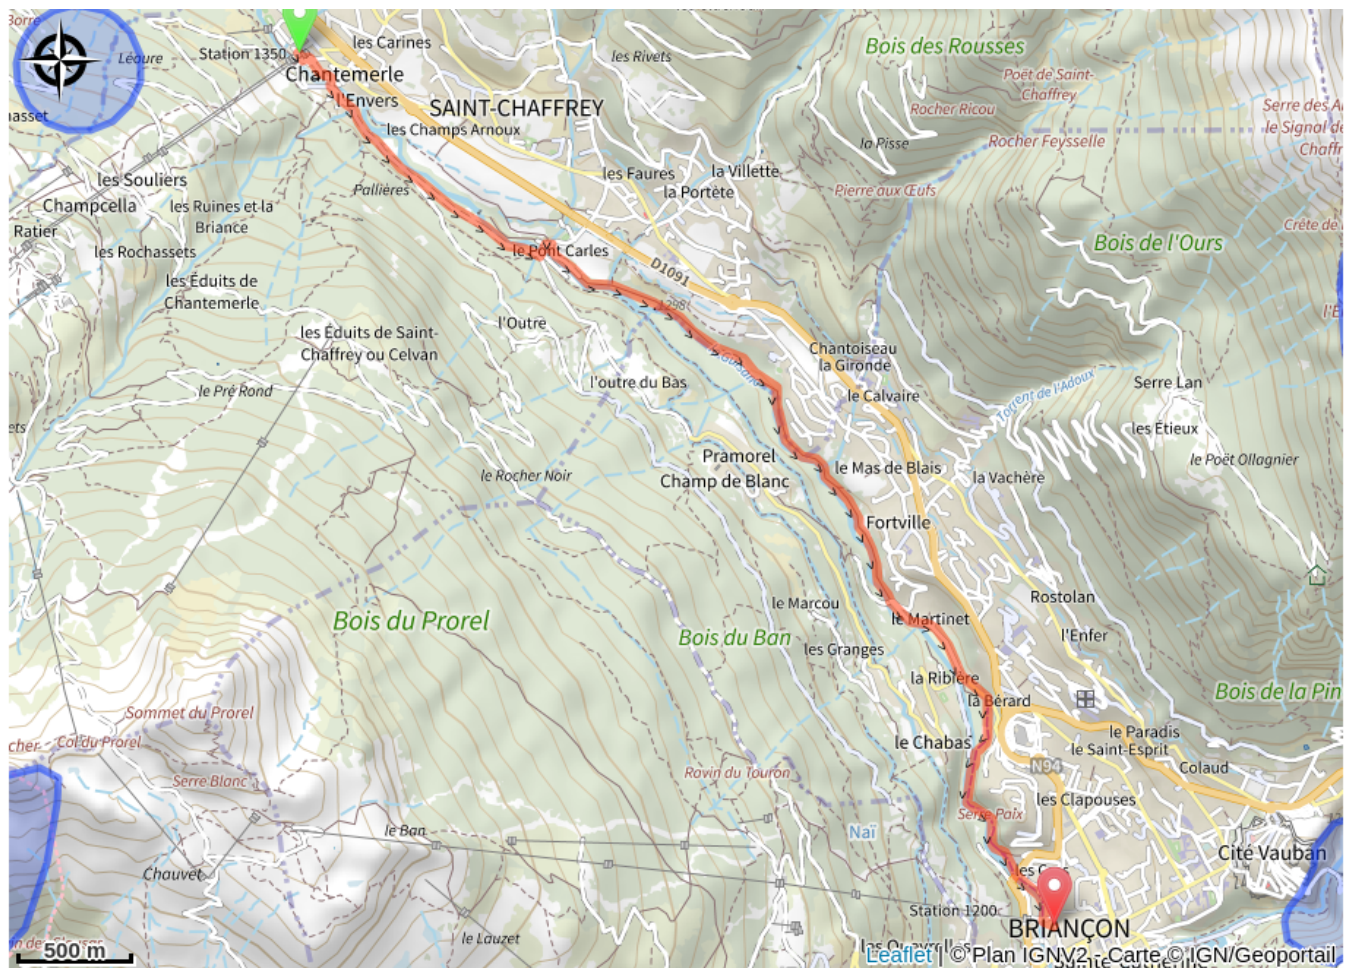 Borre
les Carines
Bois des Rousses
Léaure
Station 1350
les Rivets
Chantemerle
Poët de Saint-
Chaffrey
l'Envers
SAINT-CHAFFREY
Rocher Ricou
Serre des A
le Signal de
Chaffr
les Champs Arnoux
la Pisse
Rocher Feysselle
les Souliers
Pallières
les Faures
la Villette
la Portète
Pierre aux Œufs
Champcella
les Ruines et la
Briance
Ratier
Crête de
les Rochassets
le Pont Carles
Bois de l'Ours
D1091
les Éduits de
Chantemerle
1298
l'Outre
les Éduits de Saint-
Chaffrey ou Celvan
Chantoiseau
la Gironde
le Pré Rond
l'outre du Bas
le Calvaire
Torrent de l'Adoux
Serre Lan
les Étieux
Pramorel
Champ de Blanc
le Mas de Blais
le Poët Ollagnier
le Rocher Noir
la Vachère
Fortville
Bois du Prorel
Bois du Ban
le Marcou
le Martinet
Rostolan
l'Enfer
les Granges
la Ribière
Bois de la Pin
la Bérard
Sommet du Prorel
Col du Prorel
le Chabas
le Paradis
le Saint-Esprit
Serre Blanc
Ravin du Touron
N94
Colaud
Serre Paix
les Clapouses
le Ban
Naï
Cité Vauban
Chauvet
Station 1200
BRIANÇON
le Lauzet
500 m
Leaflet | © Plan IGNV2 - Carte © IGN/Geoportail